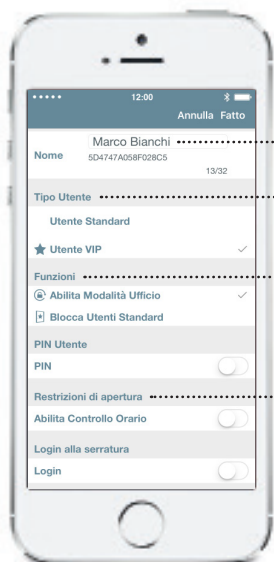 12:00
Annulla Fatto
Nome Marco Bianchi
5D4747A058F028C5
13/32
Tipo Utente
Utente Standard
Utente VIP
Funzioni
Abilita Modalità Ufficio
Blocca Utenti Standard
PIN Utente
PIN
Restrizioni di apertura
Abilita Controllo Orario
Login alla serratura
Login